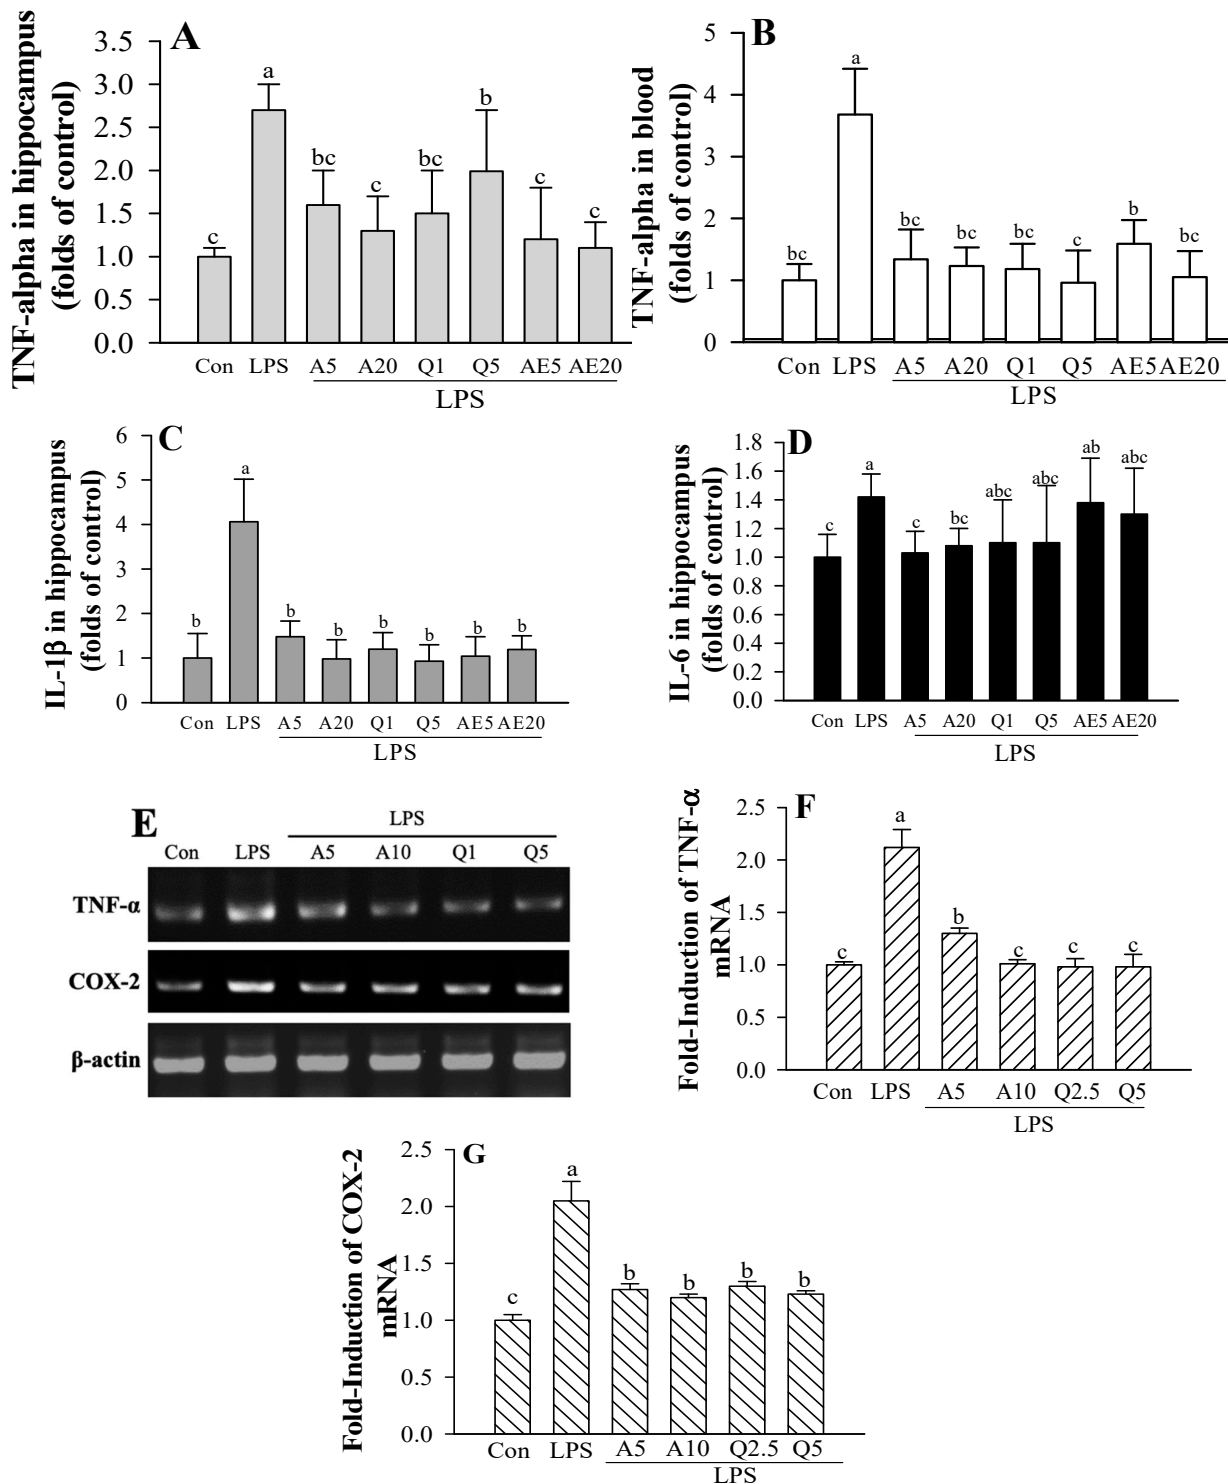 A
TNF-alpha in hippocampus
(folds of control)
3.5
3.0
2.5
2.0
1.5
1.0
0.5
0.0
c
a
bc
c
bc
b
c
c
Con LPS A5 A20 Q1 Q5 AE5 AE20
LPS
B
TNF-alpha in blood
(folds of control)
5
4
3
2
1
0
bc
a
bc
bc
bc
c
b
bc
Con LPS A5 A20 Q1 Q5 AE5 AE20
LPS
C
IL-1β in hippocampus
(folds of control)
6
5
4
3
2
1
0
b
a
b
b
b
b
b
b
Con LPS A5 A20 Q1 Q5 AE5 AE20
LPS
D
IL-6 in hippocampus
(folds of control)
1.8
1.6
1.4
1.2
1.0
0.8
0.6
0.4
0.2
0.0
c
a
c
bc
abc
abc
ab
abc
Con LPS A5 A20 Q1 Q5 AE5 AE20
LPS
E
LPS
Con LPS A5 A10 Q1 Q5
TNF-α
COX-2
β-actin
F
Fold-Induction of TNF-α
mRNA
2.5
2.0
1.5
1.0
0.5
0.0
c
a
b
c
c
c
Con LPS A5 A10 Q2.5 Q5
LPS
G
Fold-Induction of COX-2
mRNA
2.5
2.0
1.5
1.0
0.5
0.0
c
a
b
b
b
b
Con LPS A5 A10 Q2.5 Q5
LPS